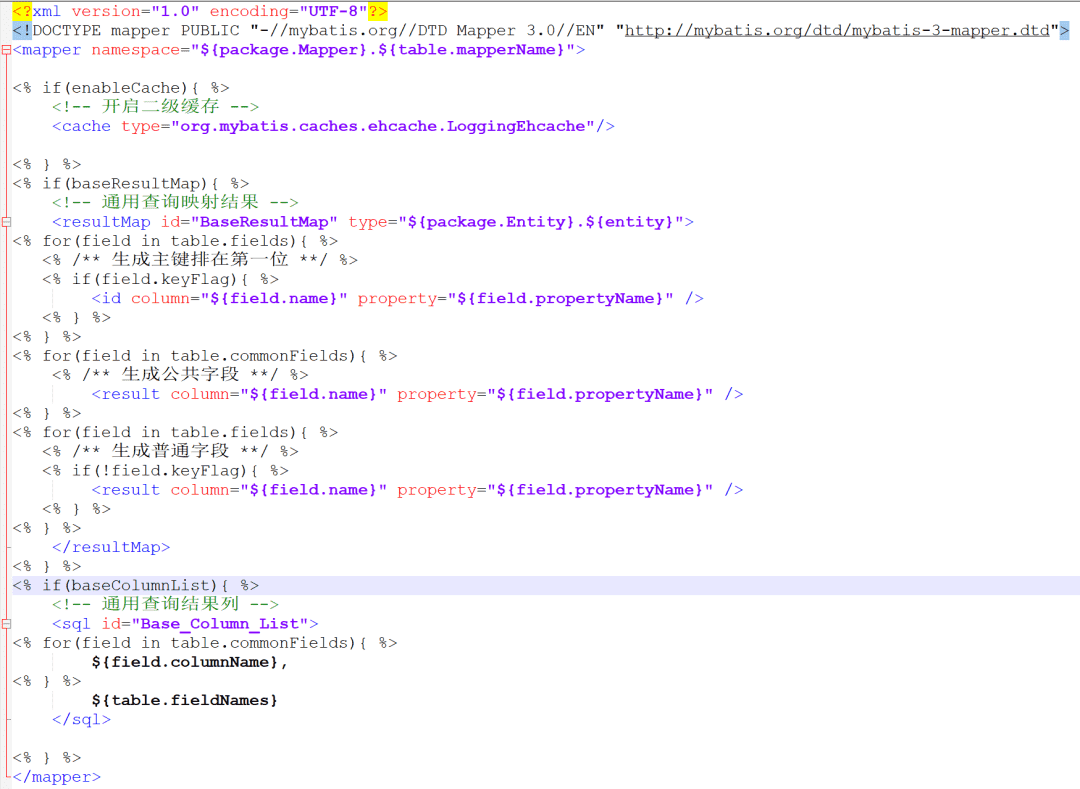 <?xml version="1.0" encoding="UTF-8"?>
<!DOCTYPE mapper PUBLIC "-//mybatis.org//DTD Mapper 3.0//EN" "http://mybatis.org/dtd/mybatis-3-mapper.dtd">
<mapper namespace="${package.Mapper}.${table.mapperName}">

<% if(enableCache){ %>
    <!-- 开启二级缓存 -->
    <cache type="org.mybatis.caches.ehcache.LoggingEhcache"/>

<% } %>
<% if(baseResultMap){ %>
    <!-- 通用查询映射结果 -->
    <resultMap id="BaseResultMap" type="${package.Entity}.${entity}">
<% for(field in table.fields){ %>
   <% /** 生成主键排在第一位 **/ %>
   <% if(field.keyFlag){ %>
        <id column="${field.name}" property="${field.propertyName}" />
   <% } %>
<% } %>
<% for(field in table.commonFields){ %>
    <% /** 生成公共字段 **/ %>
        <result column="${field.name}" property="${field.propertyName}" />
<% } %>
<% for(field in table.fields){ %>
   <% /** 生成普通字段 **/ %>
   <% if(!field.keyFlag){ %>
        <result column="${field.name}" property="${field.propertyName}" />
   <% } %>
<% } %>
    </resultMap>
<% } %>
<% if(baseColumnList){ %>
    <!-- 通用查询结果列 -->
    <sql id="Base_Column_List">
<% for(field in table.commonFields){ %>
        ${field.columnName},
<% } %>
        ${table.fieldNames}
    </sql>

<% } %>
</mapper>